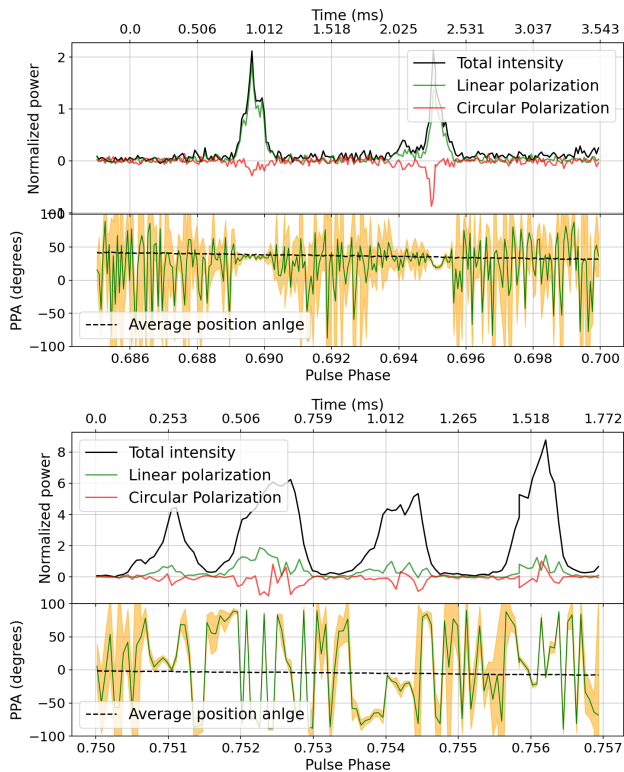 Time (ms)
0.0 0.506 1.012 1.518 2.025 2.531 3.037 3.543
Normalized power
2
1
0
Total intensity
Linear polarization
Circular Polarization
PPA (degrees)
100
50
0
−50
−100
Average position anlge
0.686 0.688 0.690 0.692 0.694 0.696 0.698 0.700
Pulse Phase
Time (ms)
0.0 0.253 0.506 0.759 1.012 1.265 1.518 1.772
Normalized power
8
6
4
2
0
Total intensity
Linear polarization
Circular Polarization
PPA (degrees)
100
50
0
−50
−100
Average position anlge
0.750 0.751 0.752 0.753 0.754 0.755 0.756 0.757
Pulse Phase